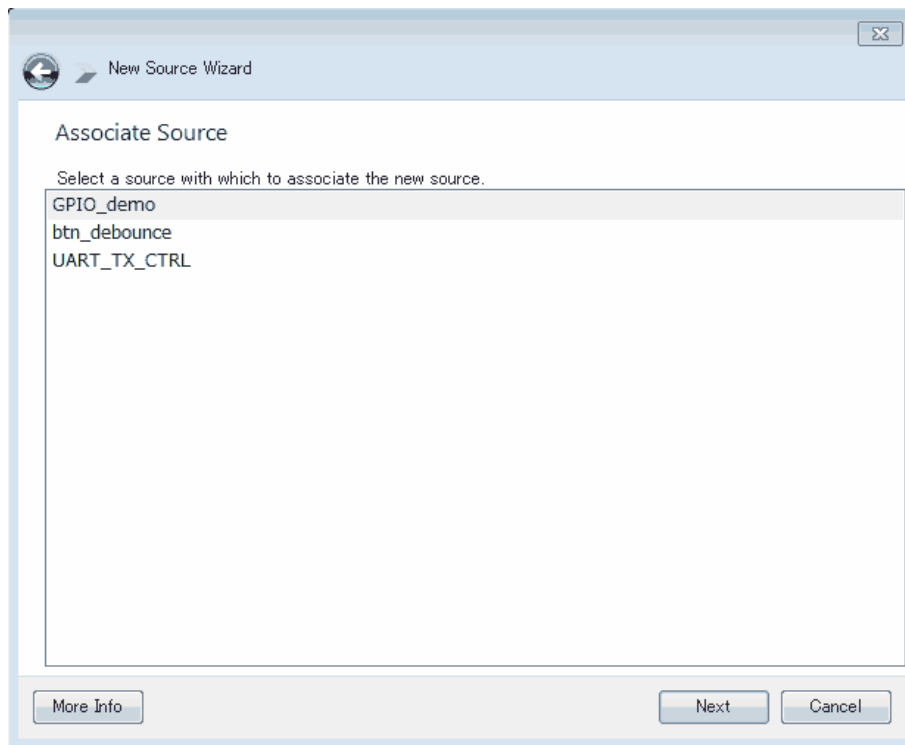 New Source Wizard
Associate Source
Select a source with which to associate the new source.
GPIO_demo
btn_debounce
UART_TX_CTRL
More Info
Next
Cancel